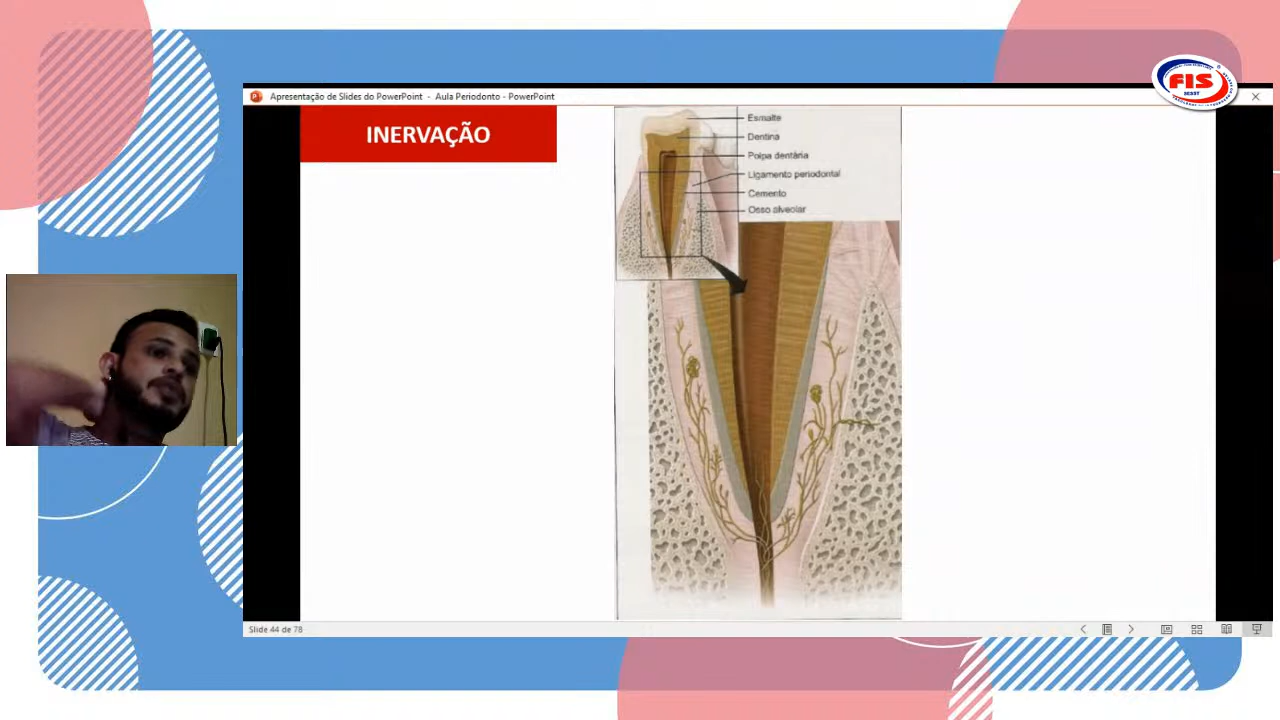 Apresentação de Slides do PowerPoint - Aula Periodonto - PowerPoint
FIS
INERVAÇÃO
Esmalte
Dentina
Polpa dentária
Ligamento periodontal
Cemento
Osso alveolar
Slide 44 de 78